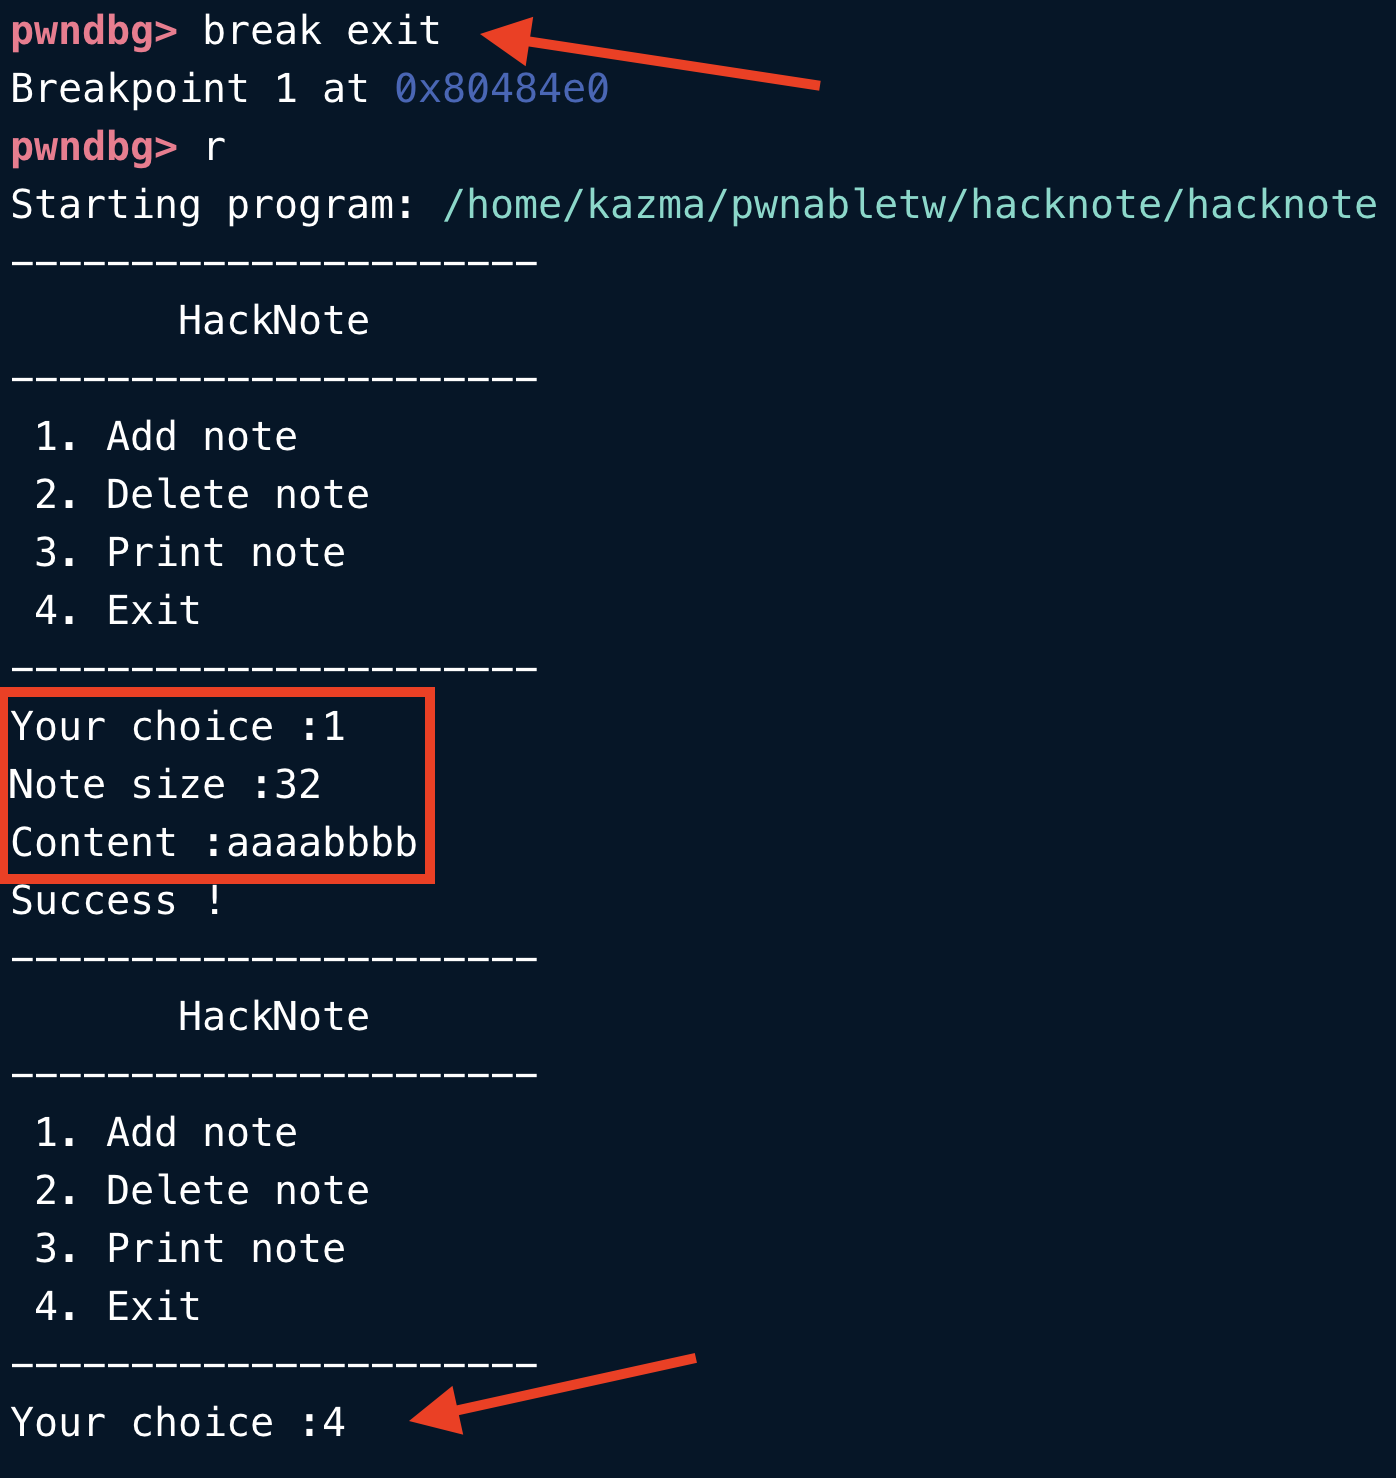 pwndbg> break exit
Breakpoint 1 at 0x80484e0
pwndbg> r
Starting program: /home/kazma/pwnabletw/hacknote/hacknote
----------------------
HackNote
----------------------
1. Add note
2. Delete note
3. Print note
4. Exit
----------------------
Your choice :1
Note size :32
Content :aaaabbbb
Success !
----------------------
HackNote
----------------------
1. Add note
2. Delete note
3. Print note
4. Exit
----------------------
Your choice :4